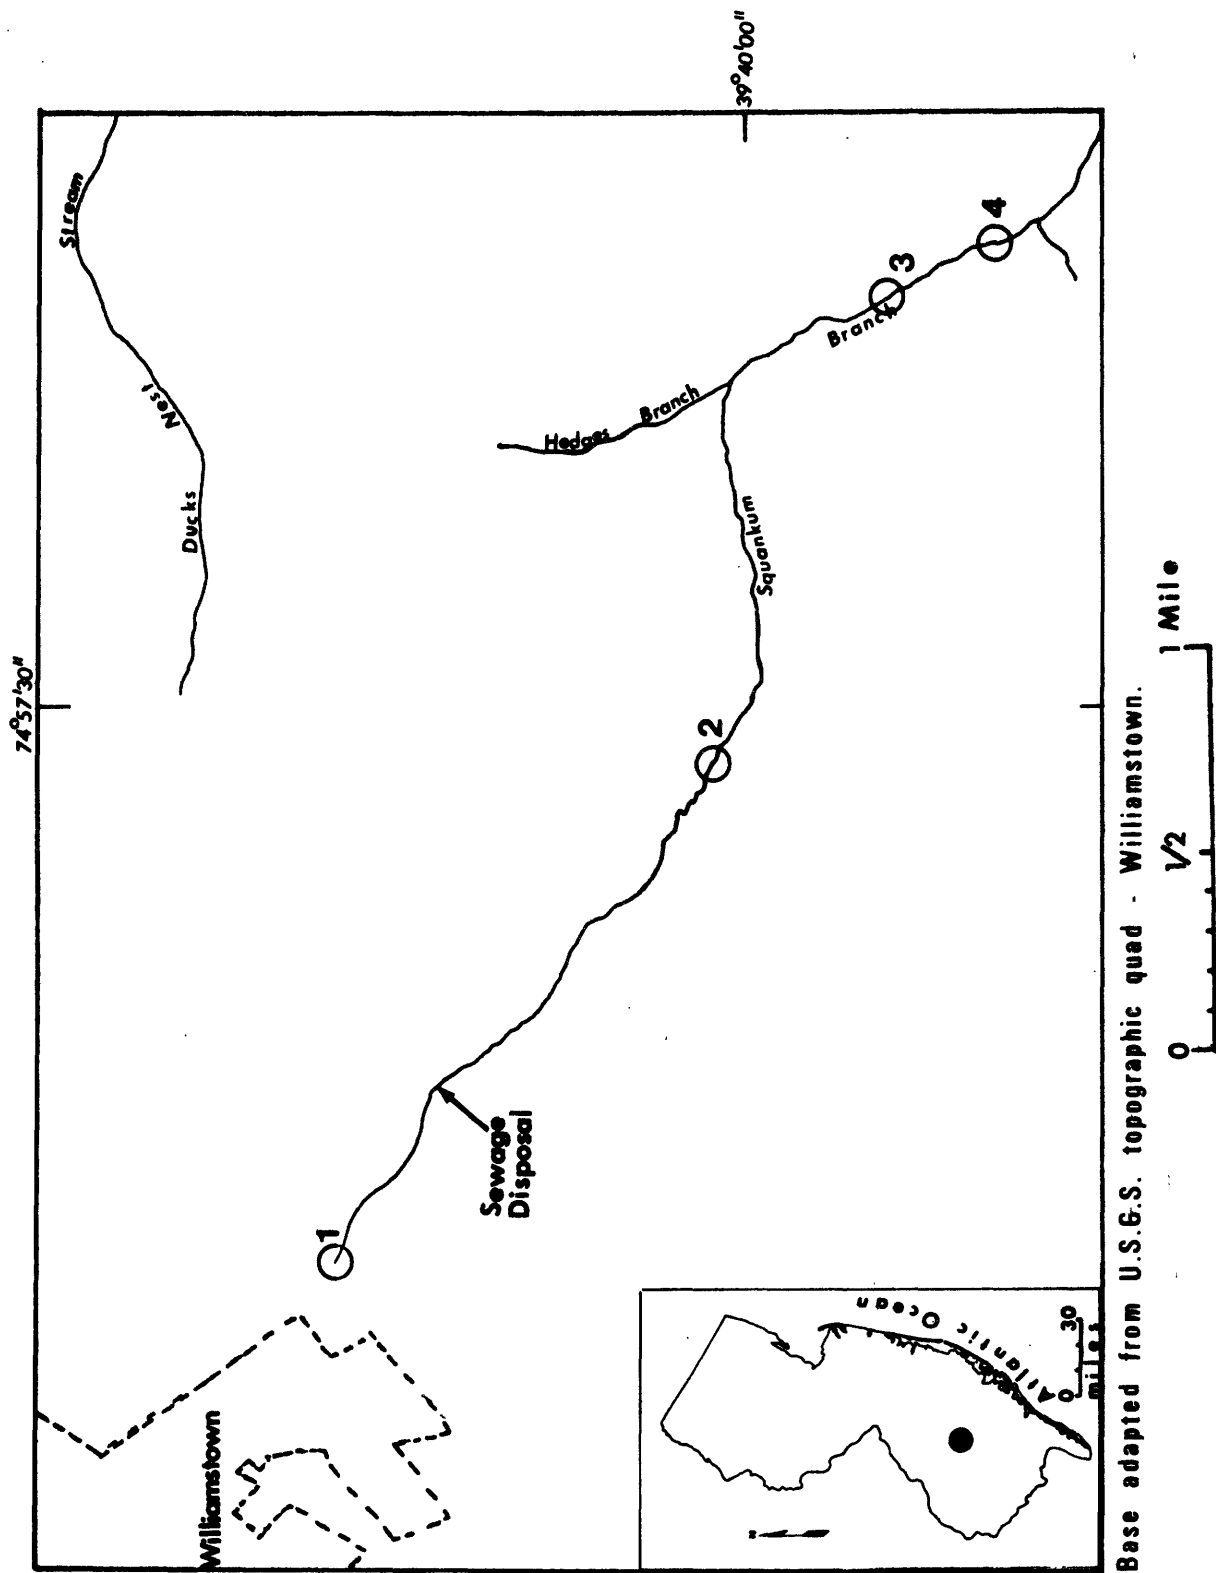 74°57'30"
39°40'00"
Stream
Nest
Ducks
Hedges Branch
Branch
Squankum
1
2
3
4
Sewage
Disposal
Williamstown
Atlantic Ocean
0 30
miles
Base adapted from U.S.G.S. topographic quad - Williamstown.
0 1/2 1 Mile